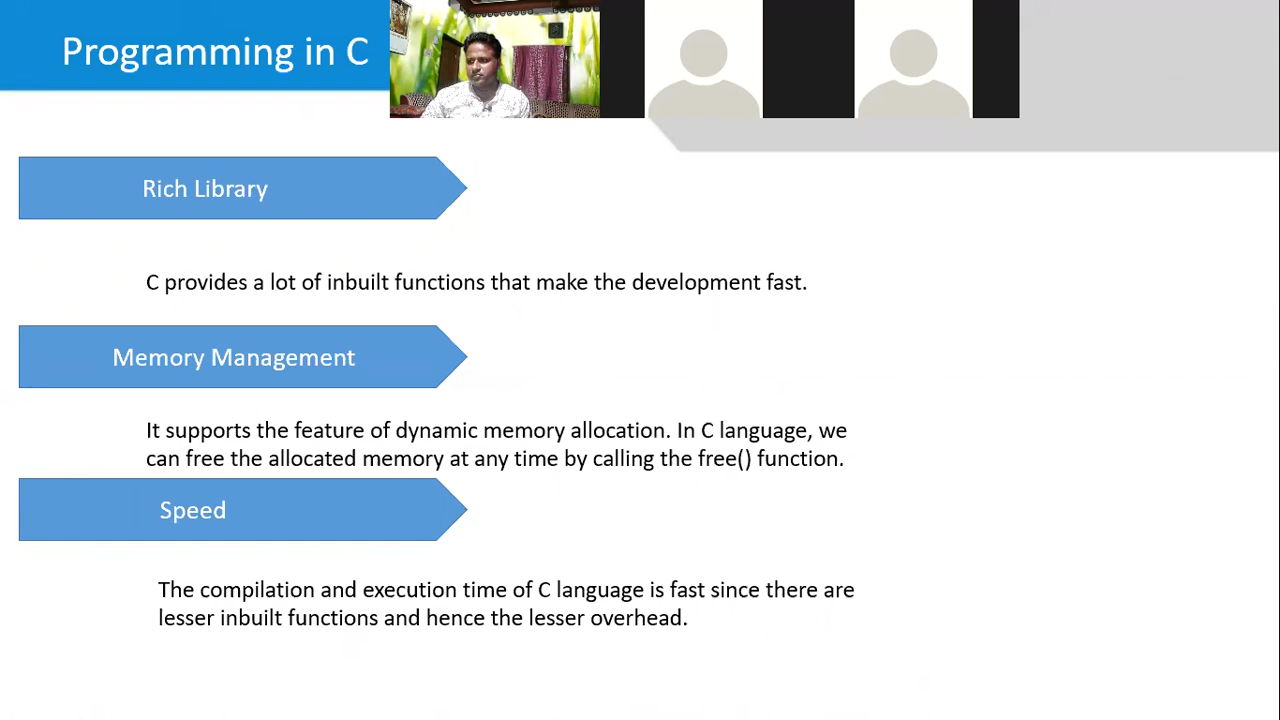 Programming in C
Rich Library
C provides a lot of inbuilt functions that make the development fast.
Memory Management
It supports the feature of dynamic memory allocation. In C language, we
can free the allocated memory at any time by calling the free() function.
Speed
The compilation and execution time of C language is fast since there are
lesser inbuilt functions and hence the lesser overhead.